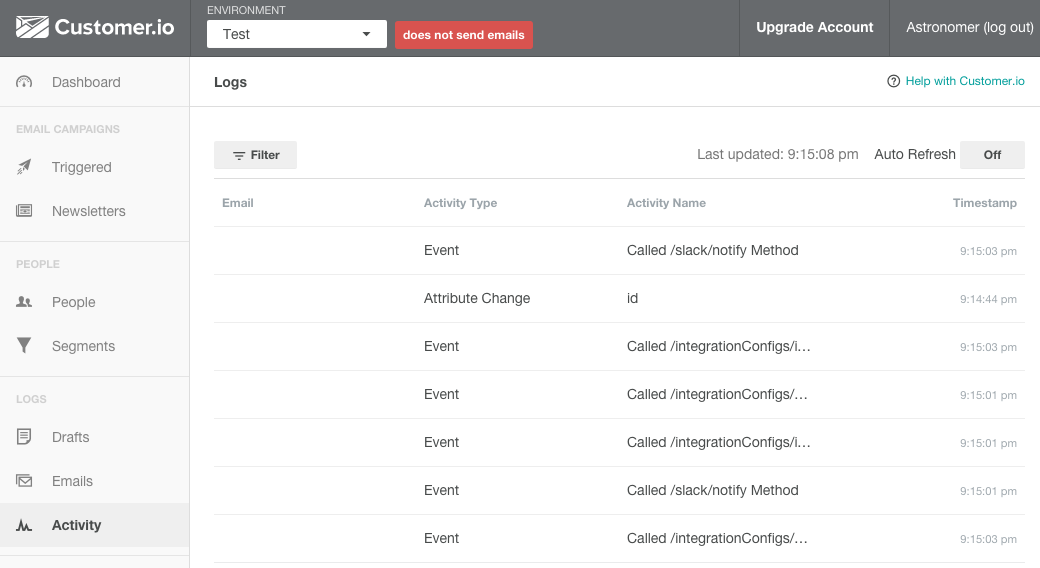 Customer.io
ENVIRONMENT
Test
does not send emails
Upgrade Account
Astronomer (log out)
Dashboard
EMAIL CAMPAIGNS
Triggered
Newsletters
PEOPLE
People
Segments
LOGS
Drafts
Emails
Activity
Logs
Help with Customer.io
Filter
Last updated: 9:15:08 pm
Auto Refresh
Off
Email Activity Type Activity Name Timestamp
Event Called /slack/notify Method 9:15:03 pm
Attribute Change id 9:14:44 pm
Event Called /integrationConfigs/i... 9:15:03 pm
Event Called /integrationConfigs/... 9:15:01 pm
Event Called /integrationConfigs/i... 9:15:01 pm
Event Called /slack/notify Method 9:15:01 pm
Event Called /integrationConfigs/... 9:15:03 pm